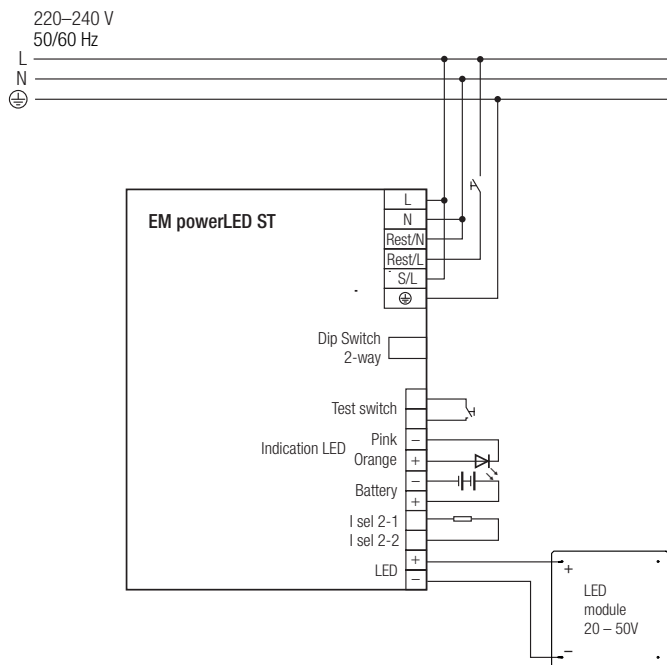 220–240 V
50/60 Hz
L
N
EM powerLED ST
L
N
Rest/N
Rest/L
S/L
Dip Switch
2-way
Test switch
Indication LED
Pink
−
Orange
+
Battery
−
+
I sel 2-1
I sel 2-2
LED
+
−
+
LED
module
20 – 50V
−